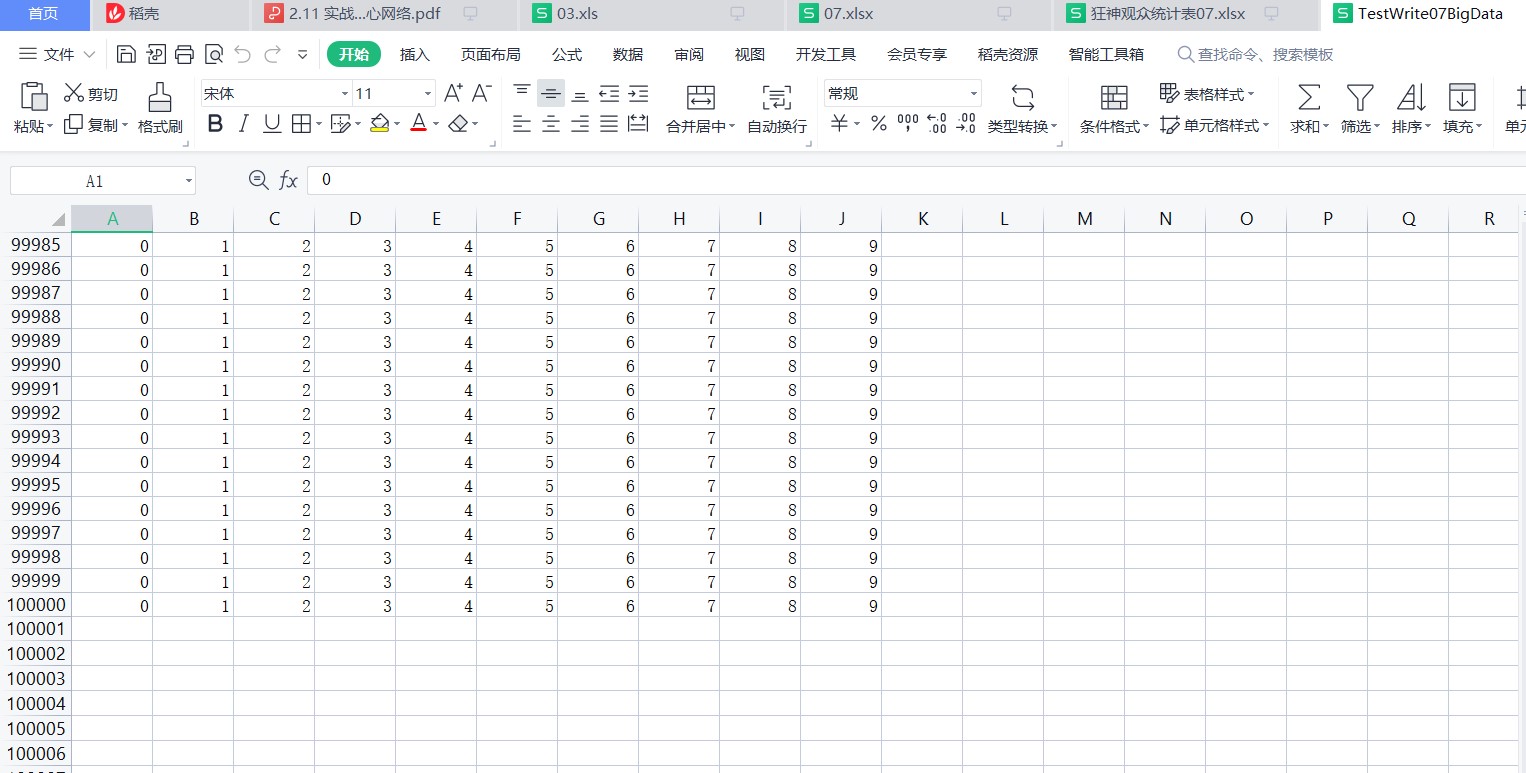 首页 稻壳 2.11 实战...心网络.pdf 03.xls 07.xlsx 狂神观众统计表07.xlsx TestWrite07BigData
文件 开始 插入 页面布局 公式 数据 审阅 视图 开发工具 会员专享 稻壳资源 智能工具箱 查找命令、搜索模板
剪切 宋体 11 A+ A- 常规 表格样式
粘贴 复制 格式刷 B I U A 合并居中 自动换行 ¥ % 000 类型转换 条件格式 单元格样式 求和 筛选 排序 填充
A1 fx 0
A B C D E F G H I J K L M N O P Q R
99985 0 1 2 3 4 5 6 7 8 9
99986 0 1 2 3 4 5 6 7 8 9
99987 0 1 2 3 4 5 6 7 8 9
99988 0 1 2 3 4 5 6 7 8 9
99989 0 1 2 3 4 5 6 7 8 9
99990 0 1 2 3 4 5 6 7 8 9
99991 0 1 2 3 4 5 6 7 8 9
99992 0 1 2 3 4 5 6 7 8 9
99993 0 1 2 3 4 5 6 7 8 9
99994 0 1 2 3 4 5 6 7 8 9
99995 0 1 2 3 4 5 6 7 8 9
99996 0 1 2 3 4 5 6 7 8 9
99997 0 1 2 3 4 5 6 7 8 9
99998 0 1 2 3 4 5 6 7 8 9
99999 0 1 2 3 4 5 6 7 8 9
100000 0 1 2 3 4 5 6 7 8 9
100001
100002
100003
100004
100005
100006